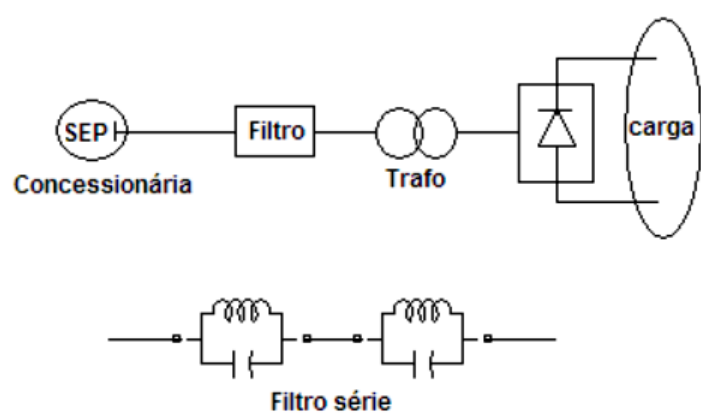 SEP
Filtro
carga
Concessionária
Trafo
Filtro série